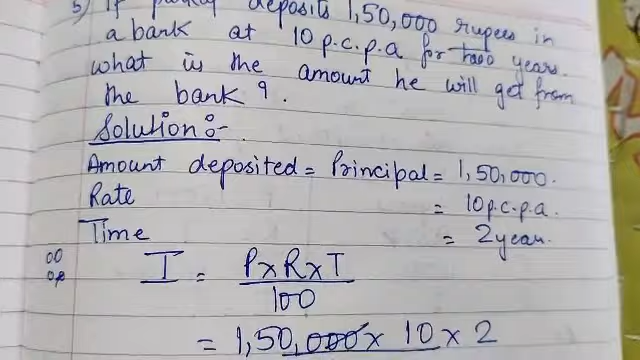 5) If pankaj deposits 1,50,000 rupees in
a bank at 10 p.c.p.a for two years.
what is the amount he will get from
the bank ?.
Solution :-
Amount deposited = Principal = 1,50,000.
Rate = 10 p.c.p.a.
Time = 2 year.
I = P x R x T
100
= 1,50,000 x 10 x 2